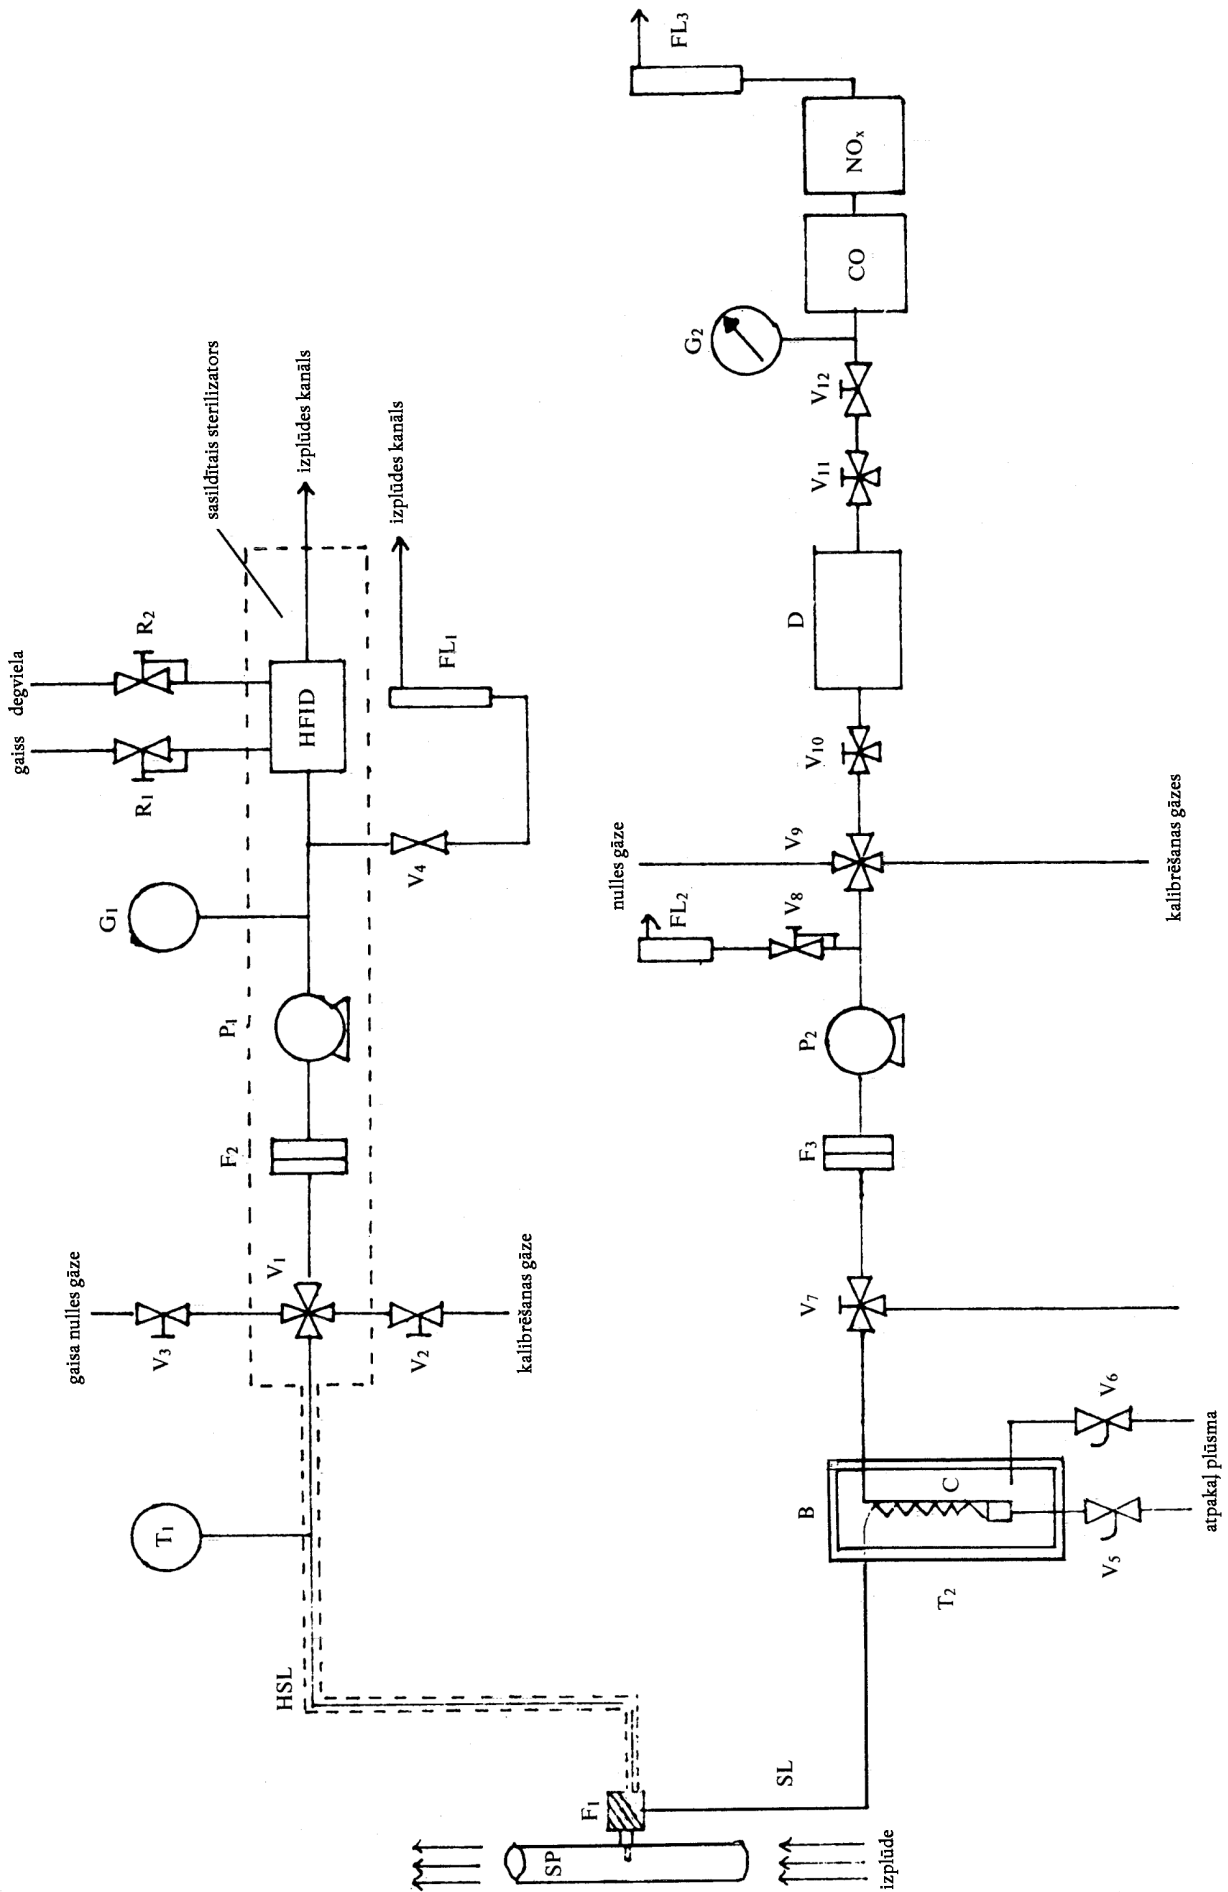 degviela
gaiss
R1
R2
sasildītais sterilizators
izplūdes kanāls
HFID
izplūdes kanāls
FL1
V4
G1
P1
F2
gaisa nulles gāze
V3
V1
V2
kalibrēšanas gāze
T1
HSL
F1
SP
izplūde
SL
T2
B
C
V5
V6
atpakaļ plūsma
V7
F3
P2
FL2
V8
nulles gāze
V9
kalibrēšanas gāzes
V10
D
V11
V12
G2
CO
NOx
FL3